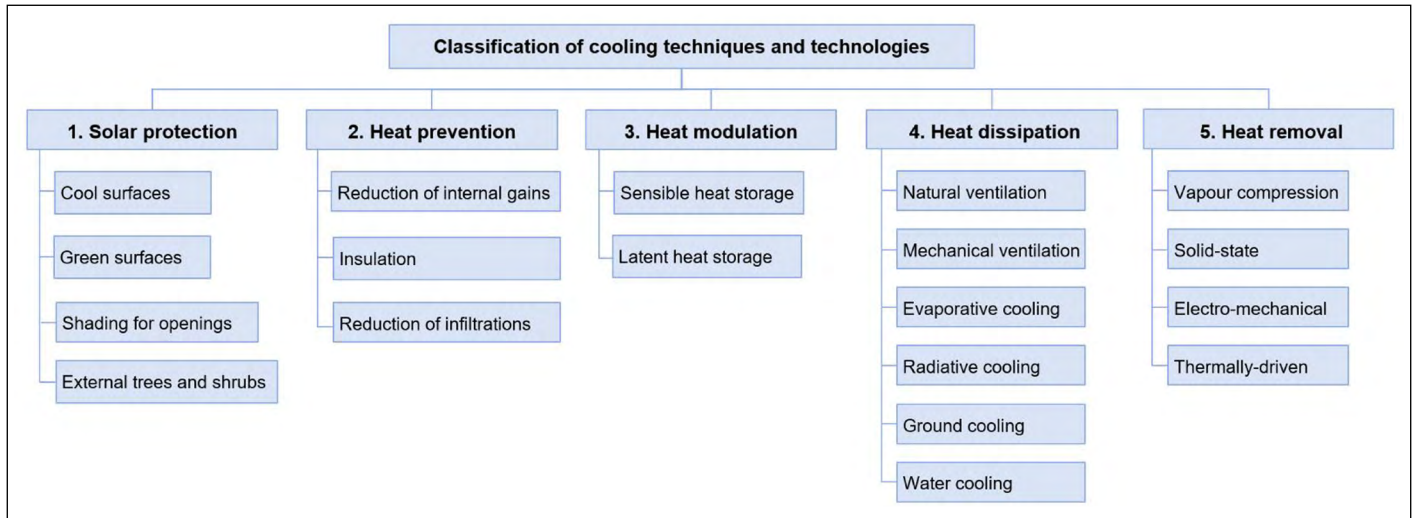 Classification of cooling techniques and technologies
1. Solar protection
Cool surfaces
Green surfaces
Shading for openings
External trees and shrubs
2. Heat prevention
Reduction of internal gains
Insulation
Reduction of infiltrations
3. Heat modulation
Sensible heat storage
Latent heat storage
4. Heat dissipation
Natural ventilation
Mechanical ventilation
Evaporative cooling
Radiative cooling
Ground cooling
Water cooling
5. Heat removal
Vapour compression
Solid-state
Electro-mechanical
Thermally-driven